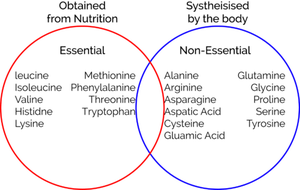 Obtained
from Nutrition
Systheisised
by the body
Essential
leucine
Isoleucine
Valine
Histidne
Lysine
Methionine
Phenylalanine
Threonine
Tryptophan
Non-Essential
Alanine
Arginine
Asparagine
Aspatic Acid
Cysteine
Gluamic Acid
Glutamine
Glycine
Proline
Serine
Tyrosine